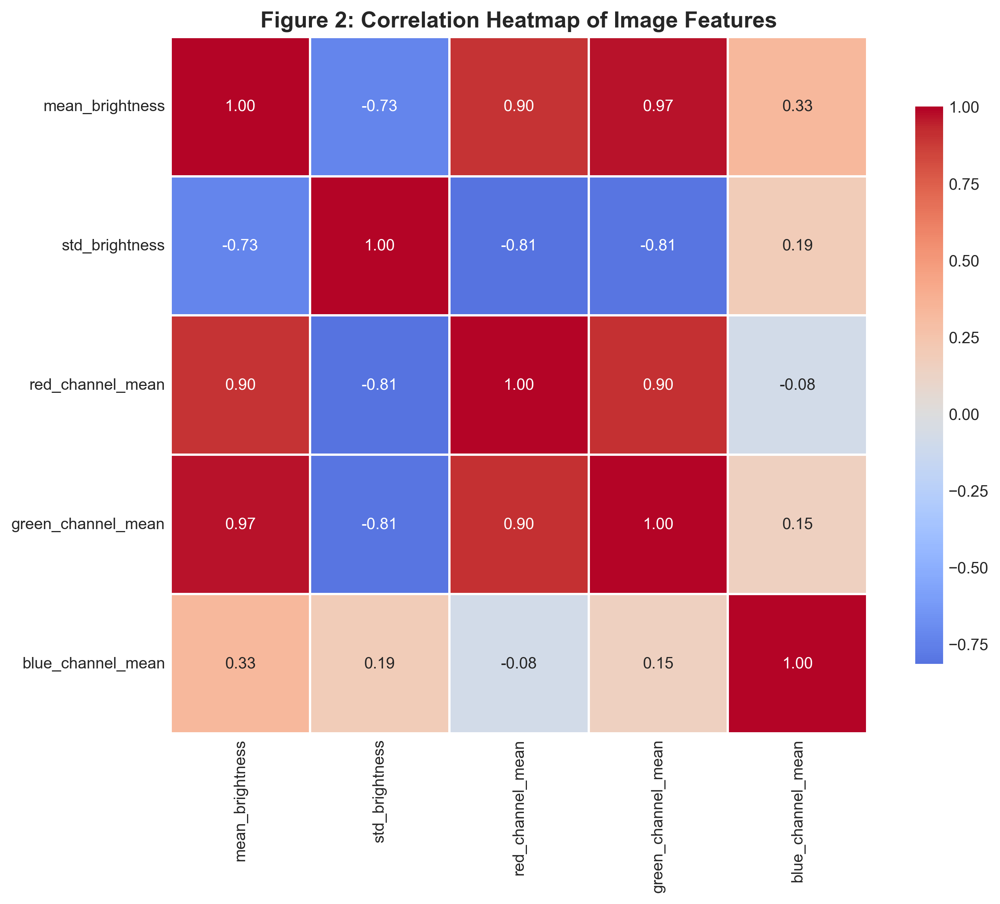 Figure 2: Correlation Heatmap of Image Features
mean_brightness 1.00 -0.73 0.90 0.97 0.33
std_brightness -0.73 1.00 -0.81 -0.81 0.19
red_channel_mean 0.90 -0.81 1.00 0.90 -0.08
green_channel_mean 0.97 -0.81 0.90 1.00 0.15
blue_channel_mean 0.33 0.19 -0.08 0.15 1.00
mean_brightness
std_brightness
red_channel_mean
green_channel_mean
blue_channel_mean
1.00
0.75
0.50
0.25
0.00
−0.25
−0.50
−0.75